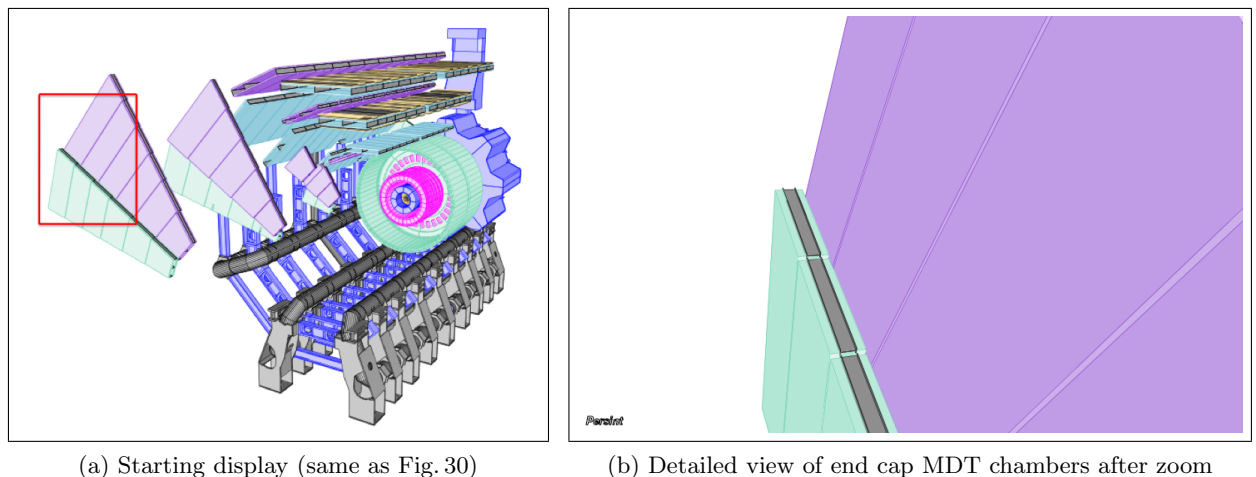 Persint
(a) Starting display (same as Fig. 30)
(b) Detailed view of end cap MDT chambers after zoom